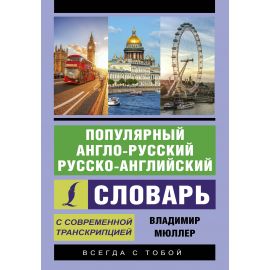 ПОПУЛЯРНЫЙ
АНГЛО-РУССКИЙ
РУССКО-АНГЛИЙСКИЙ
СЛОВАРЬ
С СОВРЕМЕННОЙ
ТРАНСКРИПЦИЕЙ
ВЛАДИМИР
МЮЛЛЕР
ВСЕГДА С ТОБОЙ